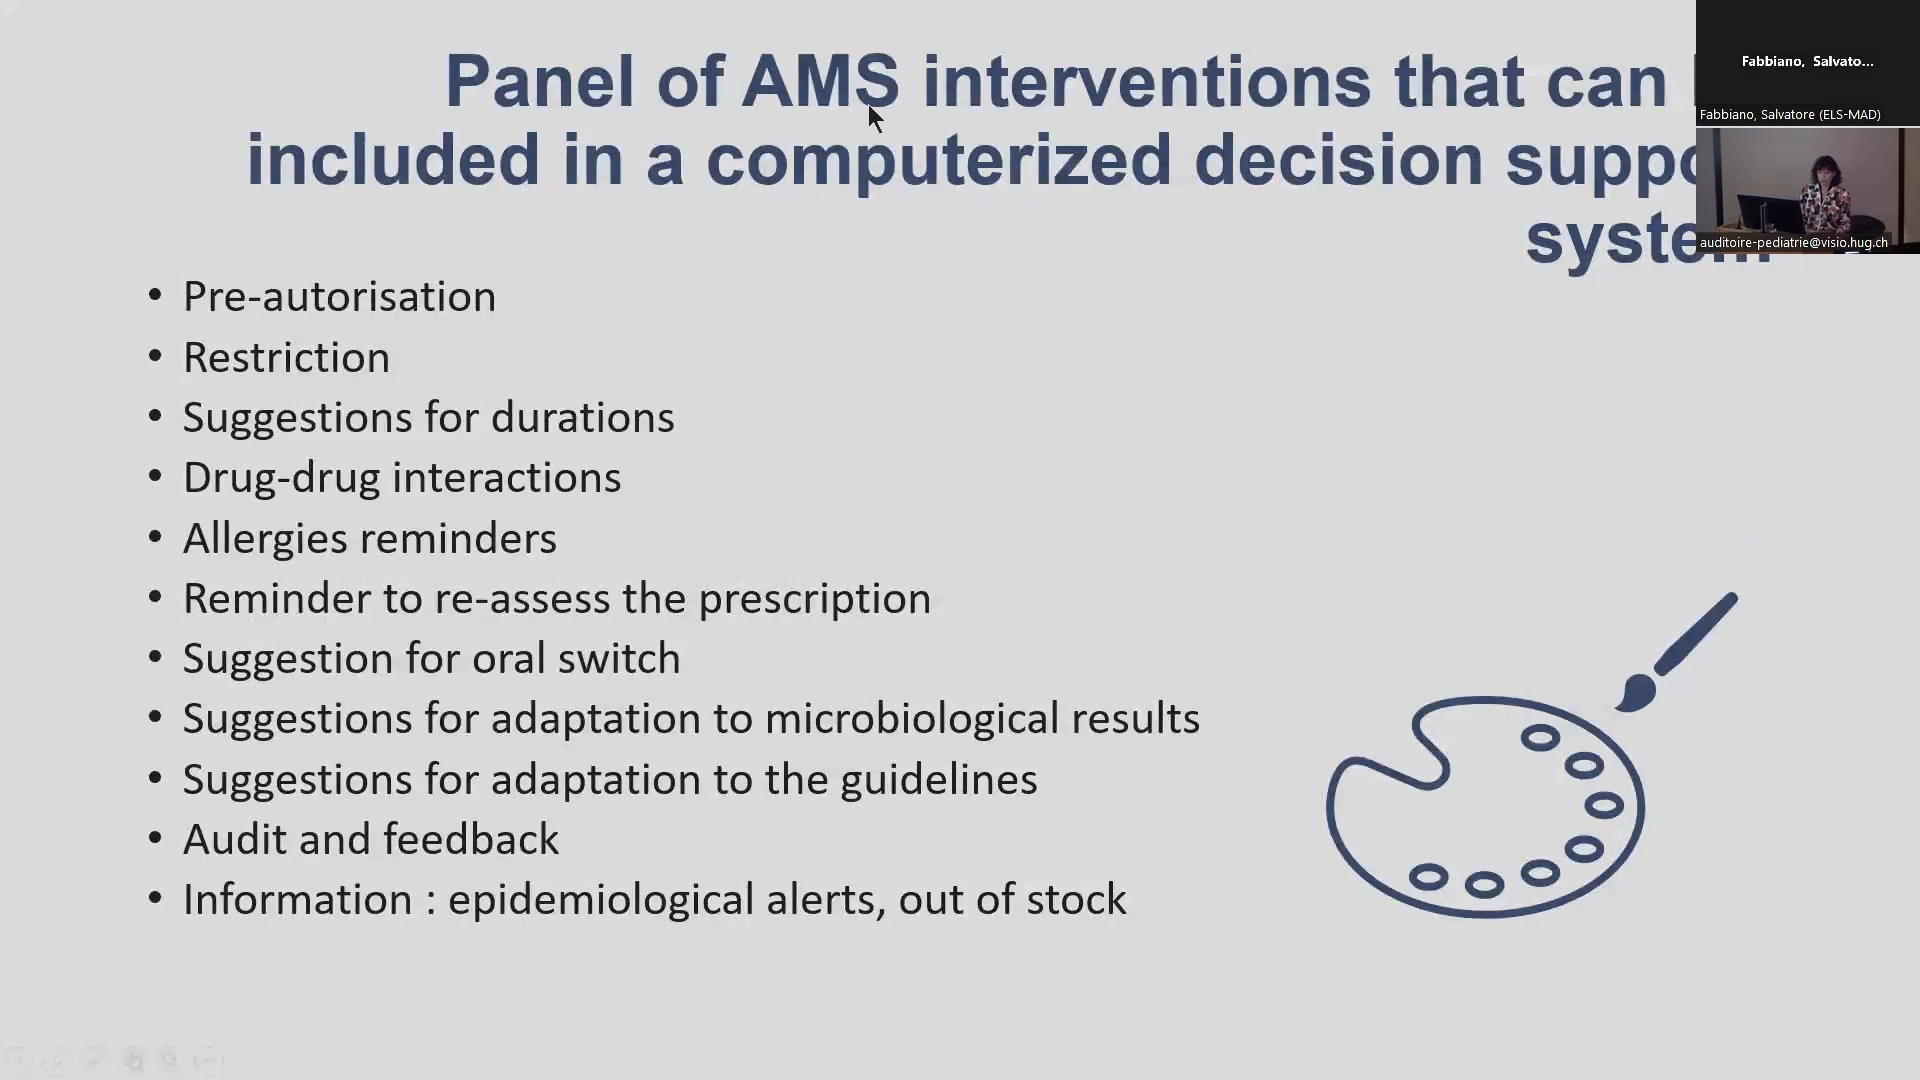 Panel of AMS interventions that can
included in a computerized decision
system
• Pre-autorisation
• Restriction
• Suggestions for durations
• Drug-drug interactions
• Allergies reminders
• Reminder to re-assess the prescription
• Suggestion for oral switch
• Suggestions for adaptation to microbiological results
• Suggestions for adaptation to the guidelines
• Audit and feedback
• Information : epidemiological alerts, out of stock
Fabbiano, Salvato...
Fabbiano, Salvatore (ELS-MAD)
auditoire-pediatrie@visio.hug.ch